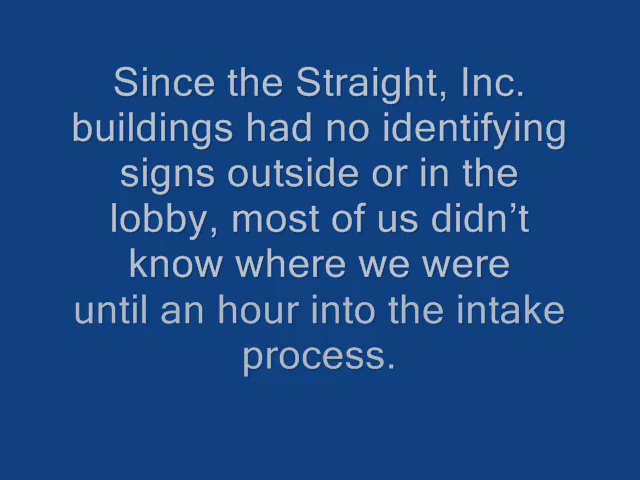 Since the Straight, Inc.
buildings had no identifying
signs outside or in the
lobby, most of us didn’t
know where we were
until an hour into the intake
process.